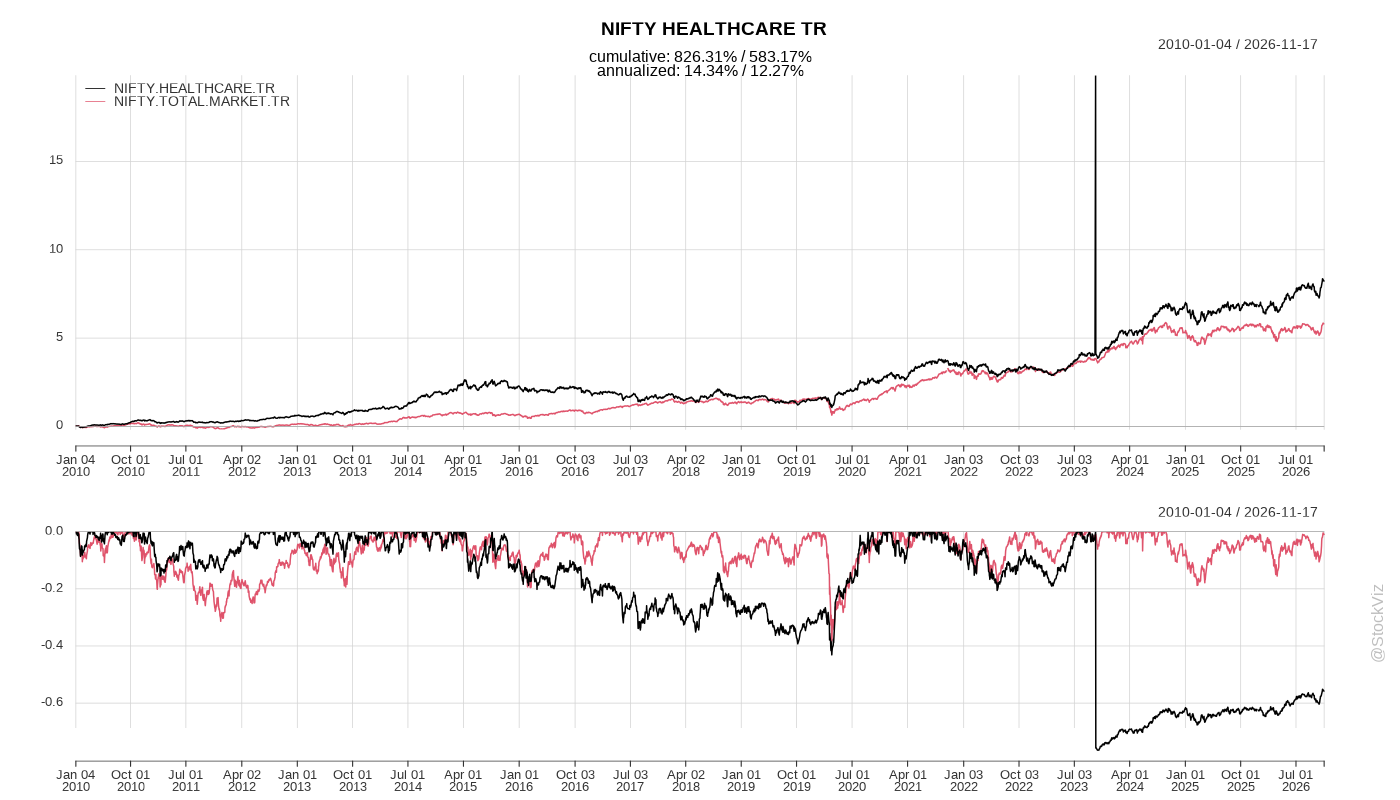 NIFTY HEALTHCARE TR
2010-01-04 / 2026-11-17
cumulative: 826.31% / 583.17%
annualized: 14.34% / 12.27%
NIFTY.HEALTHCARE.TR
NIFTY.TOTAL.MARKET.TR
15
10
5
0
Jan 04 Oct 01 Jul 01 Apr 02 Jan 01 Oct 01 Jul 01 Apr 01 Jan 01 Oct 03 Jul 03 Apr 02 Jan 01 Oct 01 Jul 01 Apr 01 Jan 03 Oct 03 Jul 03 Apr 01 Jan 01 Oct 01 Jul 01
2010 2010 2011 2012 2013 2013 2014 2015 2016 2016 2017 2018 2019 2019 2020 2021 2022 2022 2023 2024 2025 2025 2026
2010-01-04 / 2026-11-17
0.0
-0.2
-0.4
-0.6
Jan 04 Oct 01 Jul 01 Apr 02 Jan 01 Oct 01 Jul 01 Apr 01 Jan 01 Oct 03 Jul 03 Apr 02 Jan 01 Oct 01 Jul 01 Apr 01 Jan 03 Oct 03 Jul 03 Apr 01 Jan 01 Oct 01 Jul 01
2010 2010 2011 2012 2013 2013 2014 2015 2016 2016 2017 2018 2019 2019 2020 2021 2022 2022 2023 2024 2025 2025 2026
@StockViz